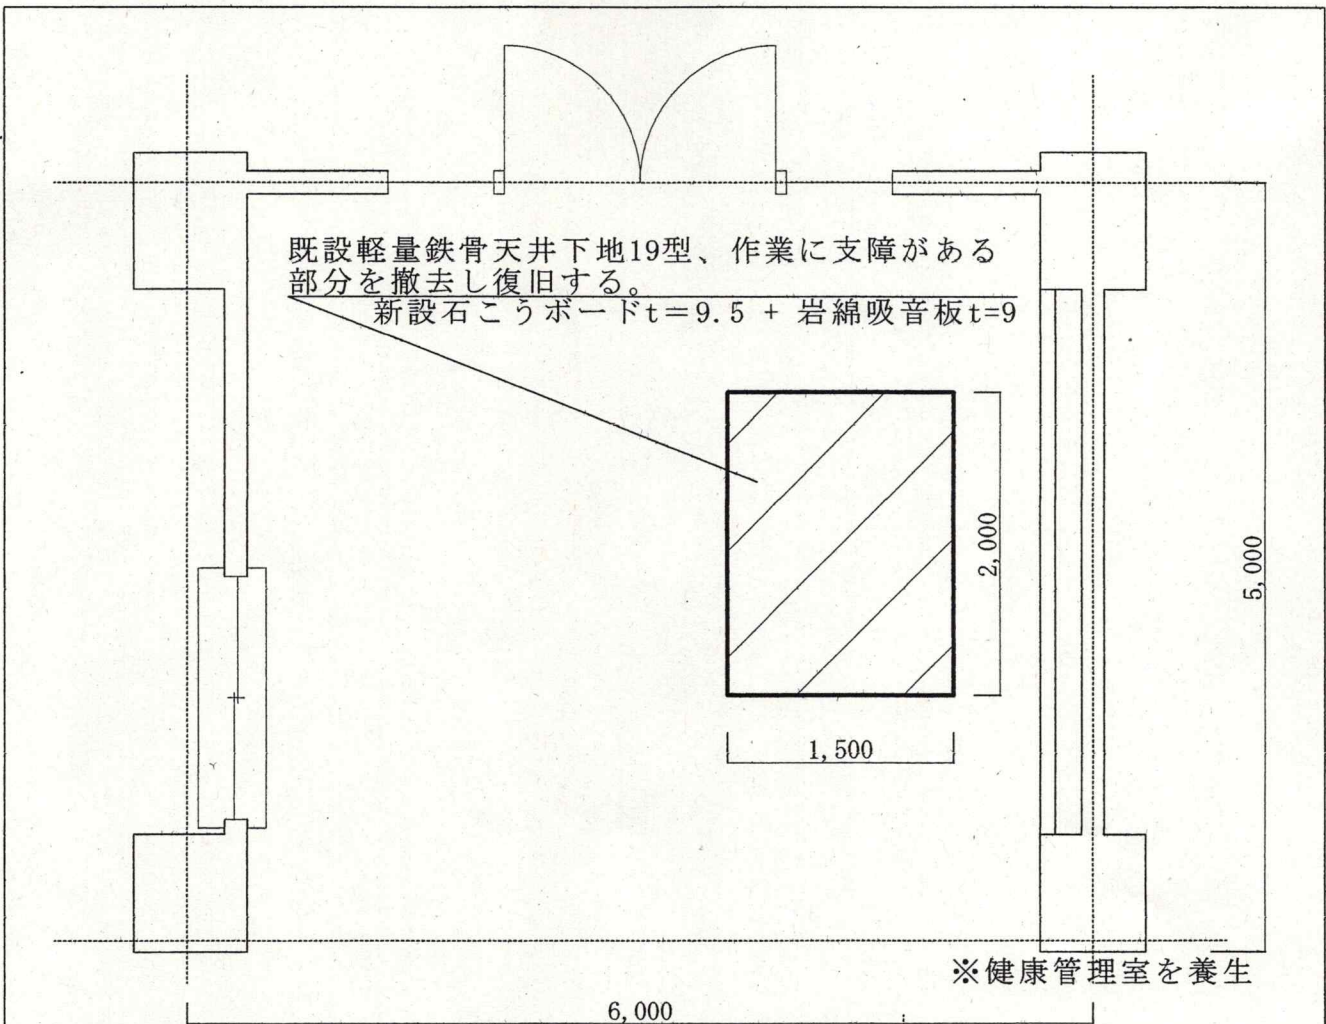 既設軽量鉄骨天井下地19型、作業に支障がある
部分を撤去し復旧する。
新設石こうボードt＝9.5 + 岩綿吸音板t=9
2,000
5,000
1,500
※健康管理室を養生
6,000